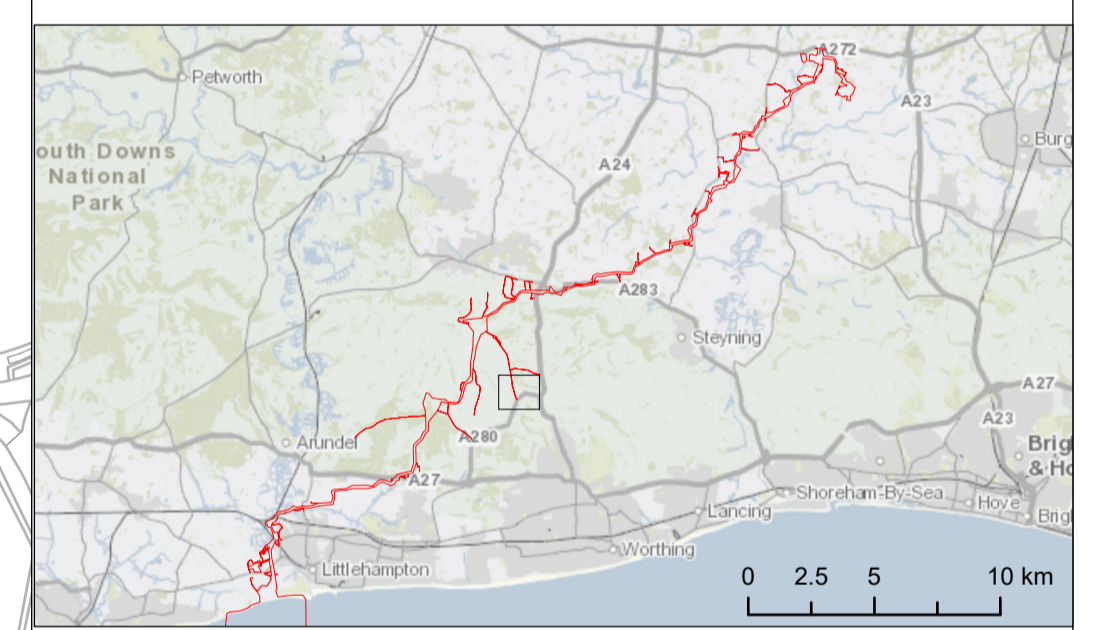 A272
Petworth
A23
Burg
outh Downs
National
Park
A24
A283
Steyning
A27
A23
Arundel
A280
Brig
& Ho
A27
Shoreham-By-Sea
Hove
Lancing
Brigl
Worthing
Littlehampton
0 2.5 5 10 km